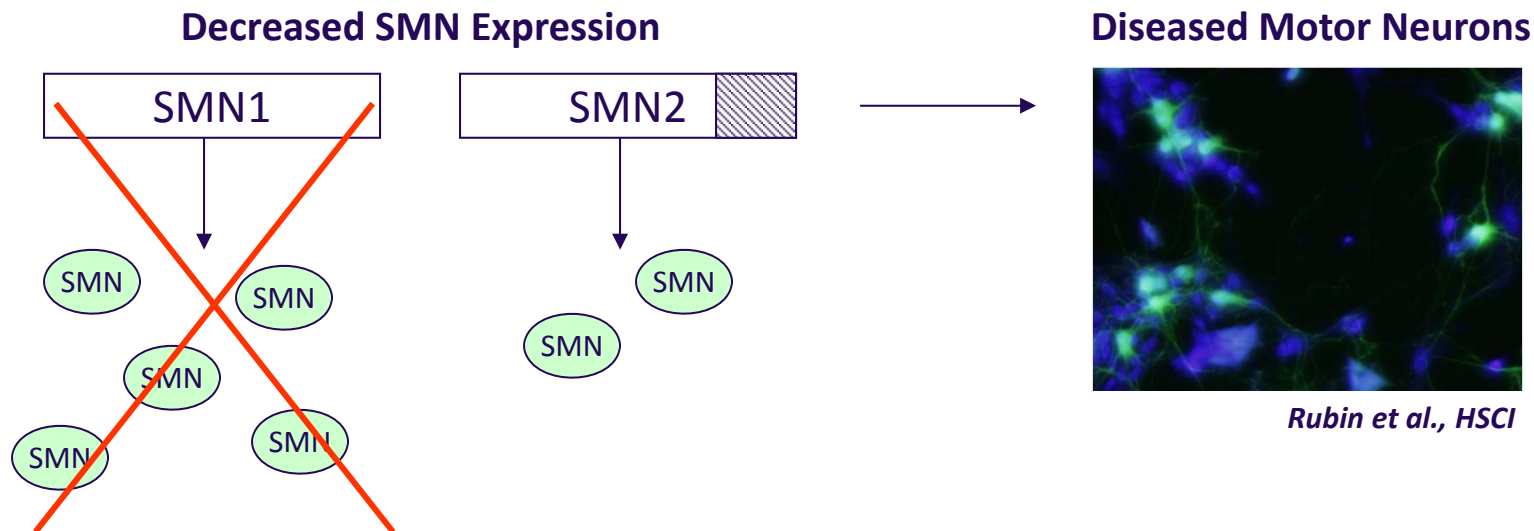 Decreased SMN Expression
Diseased Motor Neurons
SMN1
SMN2
SMN
SMN
SMN
SMN
SMN
SMN
SMN
Rubin et al., HSCI